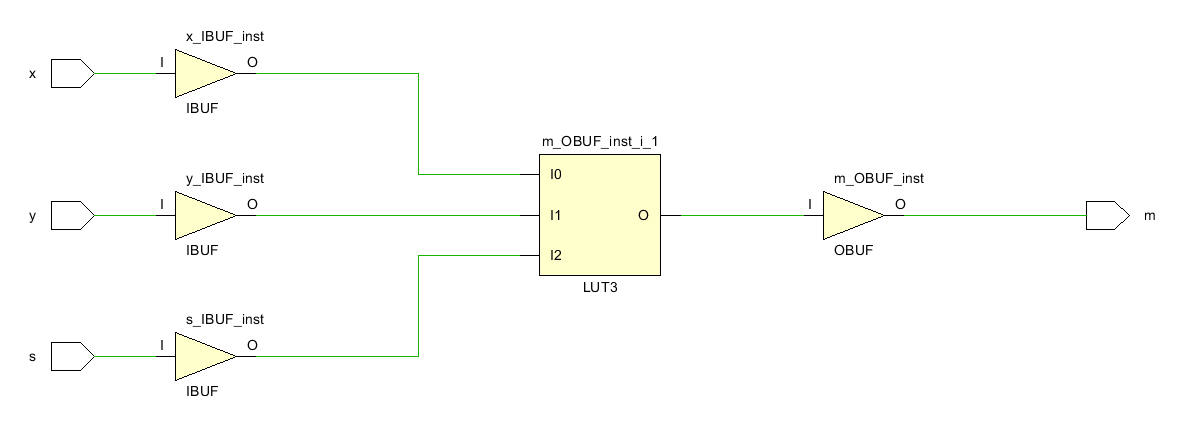 x_IBUF_inst
x
I
O
IBUF
m_OBUF_inst_i_1
y_IBUF_inst
I0
m_OBUF_inst
y
I
O
I1
O
I
O
m
IBUF
OBUF
I2
LUT3
s_IBUF_inst
s
I
O
IBUF